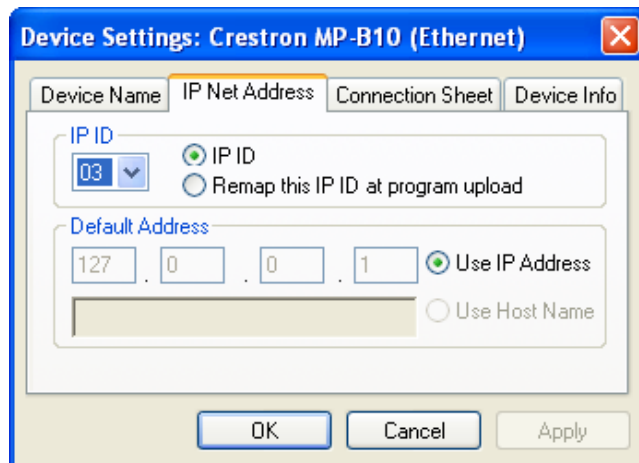 Device Settings: Crestron MP-B10 (Ethernet)
Device Name IP Net Address Connection Sheet Device Info
IP ID
03
IP ID
Remap this IP ID at program upload
Default Address
127 . 0 . 0 . 1
Use IP Address
Use Host Name
OK Cancel Apply